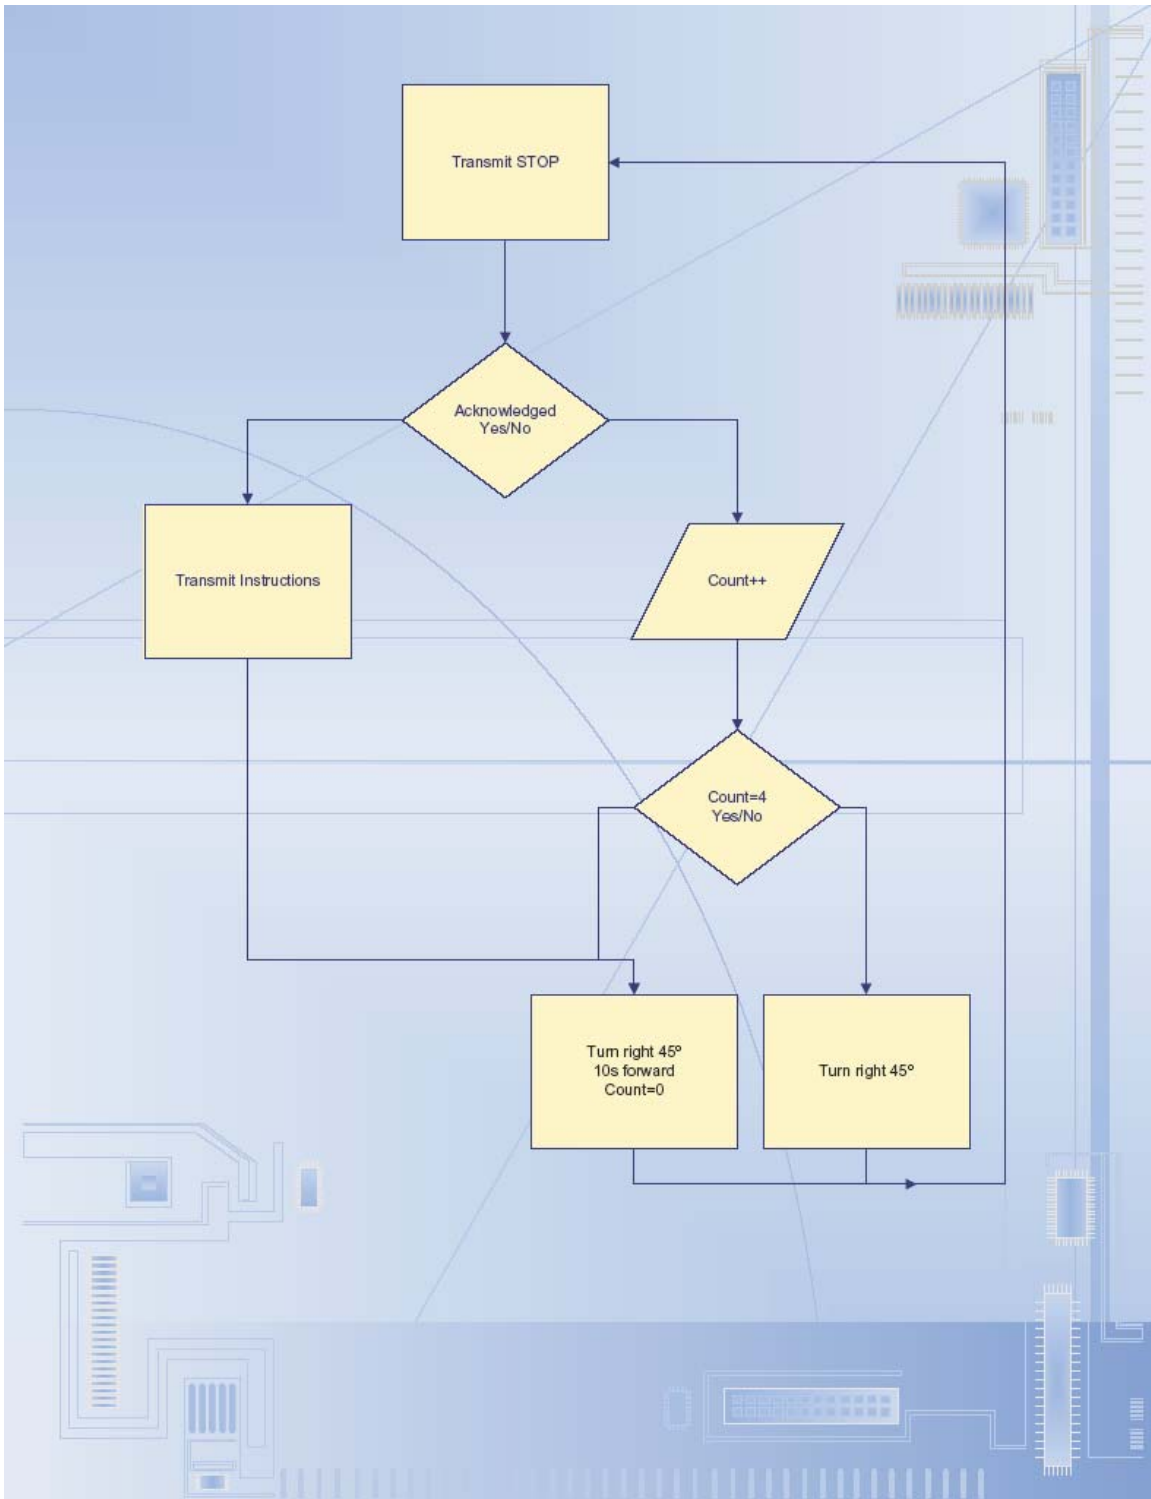 Transmit STOP
Acknowledged
Yes/No
Transmit Instructions
Count++
Count=4
Yes/No
Turn right 45º
10s forward
Count=0
Turn right 45º